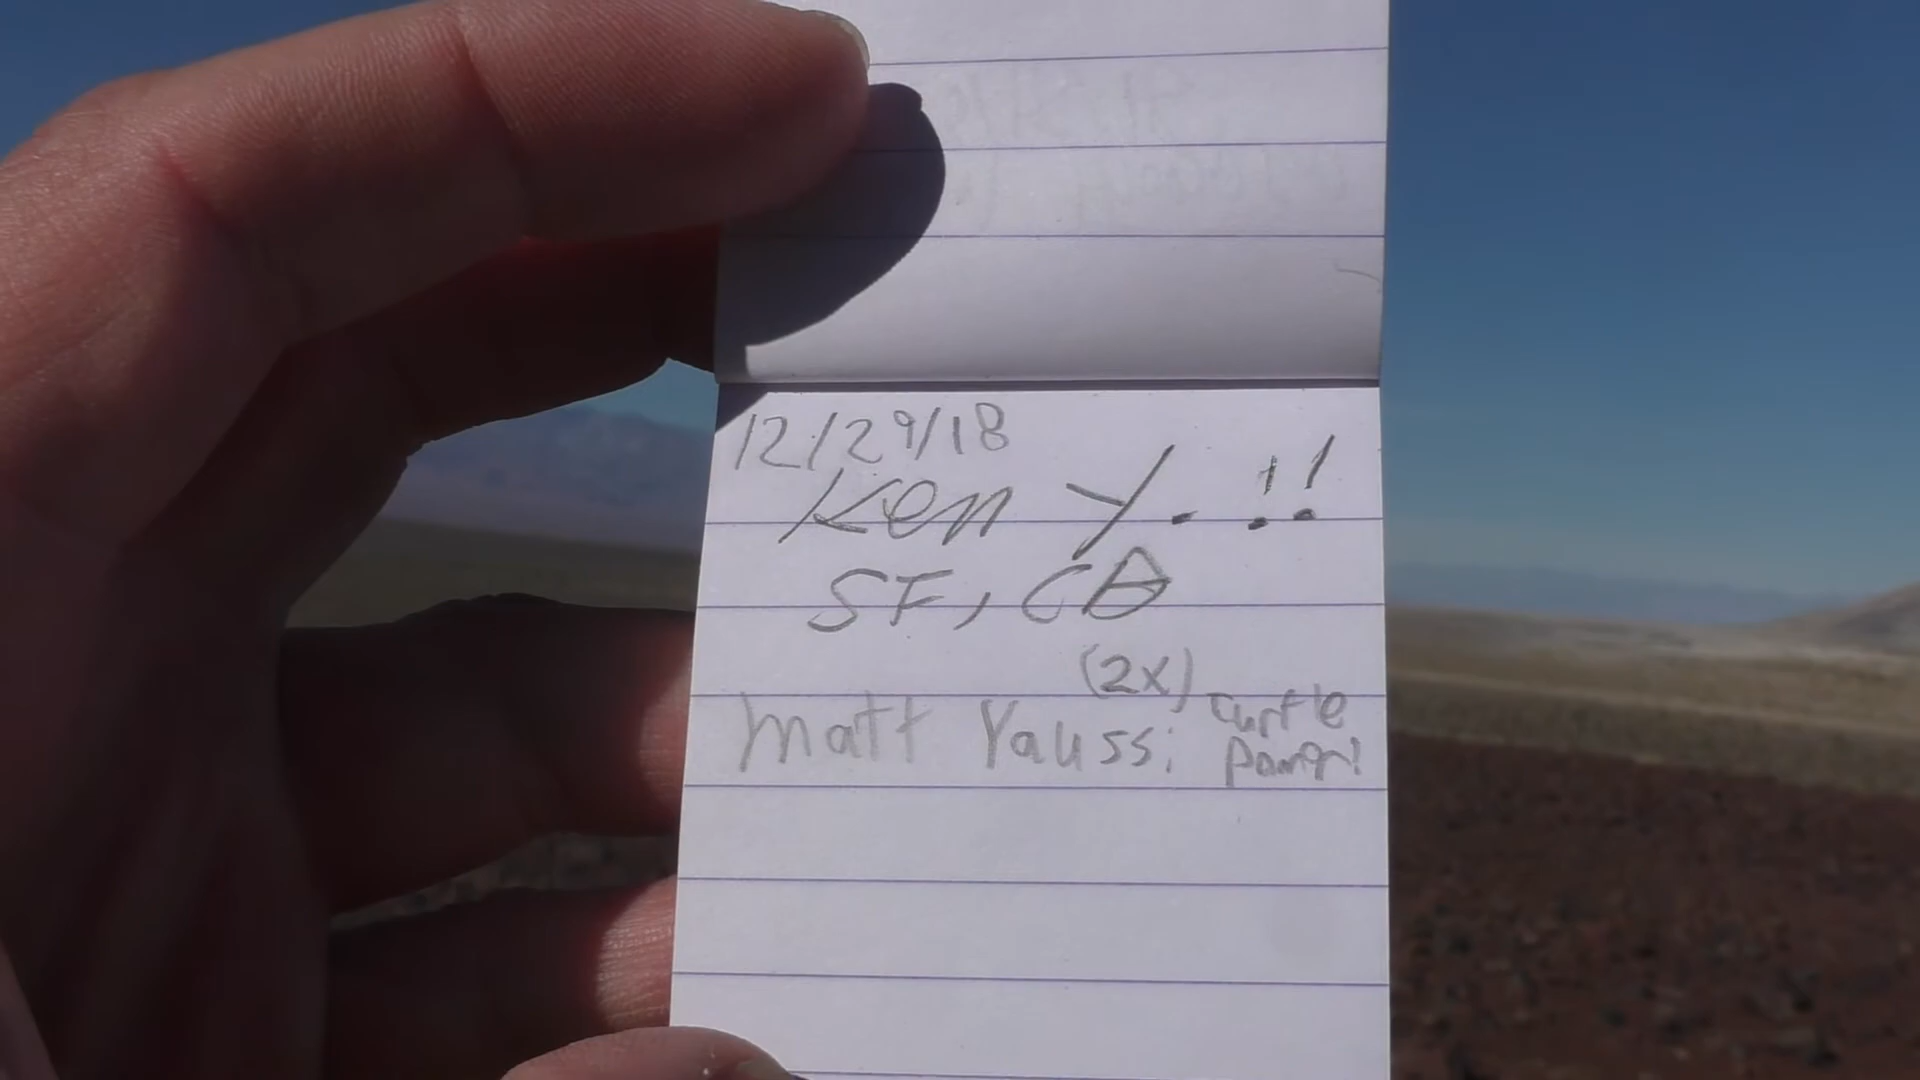 12/29/18
Ken Y. !!
SF, CA
(2x)
Matt Yauss; Turtle
Power!